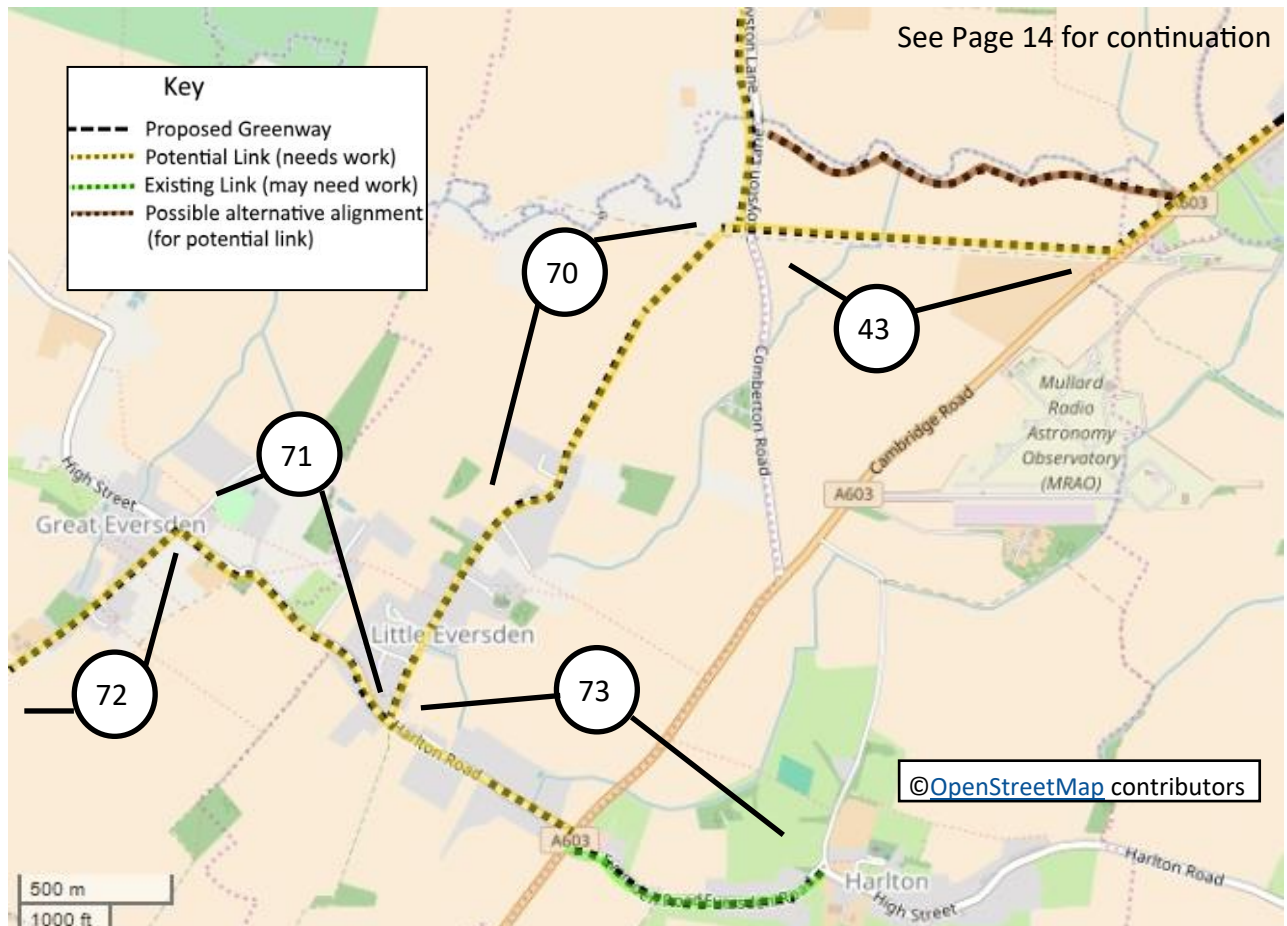 See Page 14 for continuation
Key
Proposed Greenway
Potential Link (needs work)
Existing Link (may need work)
Possible alternative alignment
(for potential link)
A603
70
43
Comberton Road
Mullard
Radio
Astronomy
Observatory
(MRAO)
Cambridge Road
A603
71
High Street
Great Eversden
Little Eversden
72
73
Harlton Road
©OpenStreetMap contributors
A603
Eversden Road
Harlton
High Street
Harlton Road
500 m
1000 ft